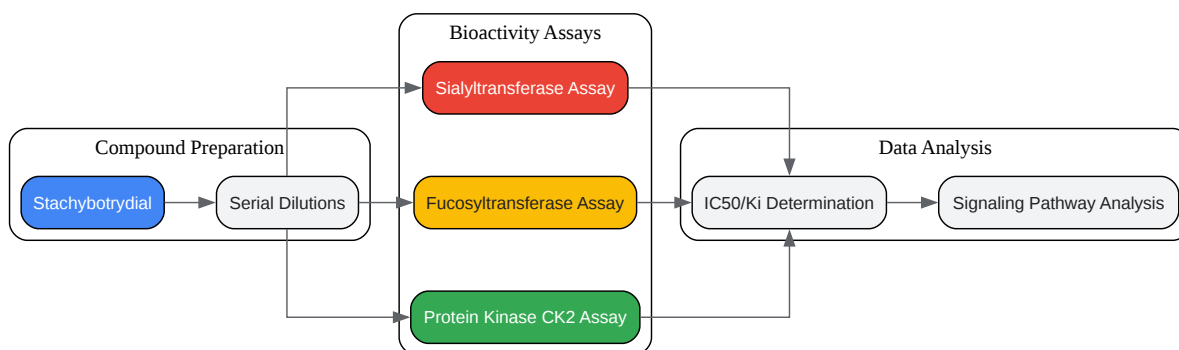 Compound Preparation
Stachybotrydial
Serial Dilutions
Bioactivity Assays
Sialyltransferase Assay
Fucosyltransferase Assay
Protein Kinase CK2 Assay
Data Analysis
IC50/Ki Determination
Signaling Pathway Analysis